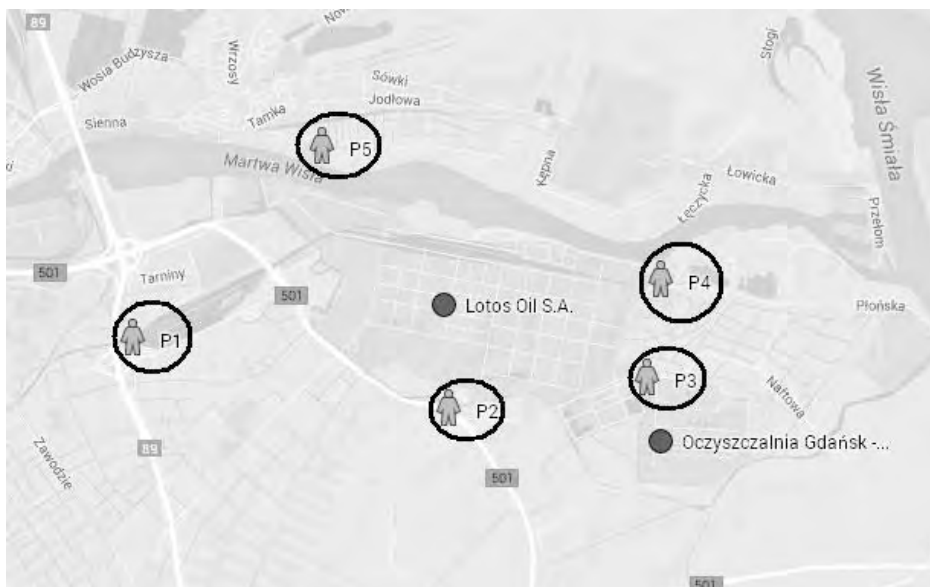 89
Wosia Budzysza
Wrzosy
Sówki
Jodłowa
Tamka
Sienna
P5
Martwa Wisła
Kępna
Stogi
Wisła Śmiała
Łowicka
Łęczycka
Przełom
501
Tarniny
501
P4
Lotos Oil S.A.
Płońska
P1
P3
Naftowa
P2
Oczyszczalnia Gdańsk -...
Zawodzie
89
501
501